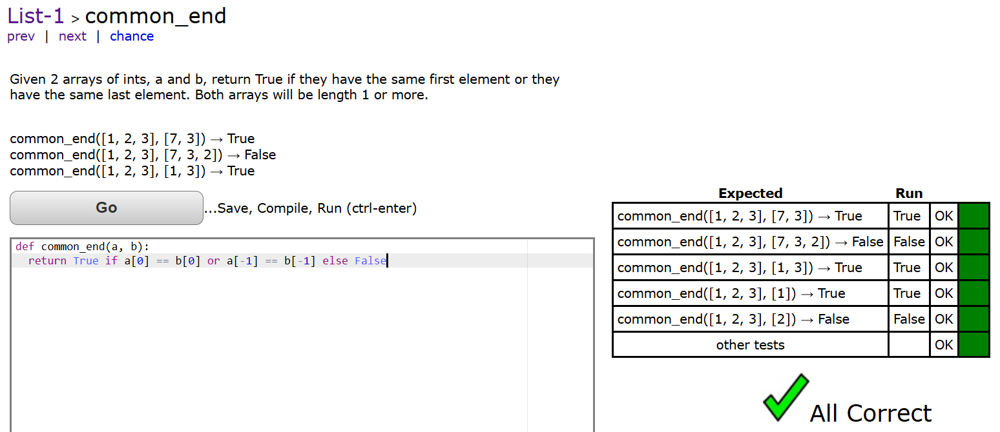 List-1 > common_end
prev | next | chance
Given 2 arrays of ints, a and b, return True if they have the same first element or they
have the same last element. Both arrays will be length 1 or more.
common_end([1, 2, 3], [7, 3]) → True
common_end([1, 2, 3], [7, 3, 2]) → False
common_end([1, 2, 3], [1, 3]) → True
Go ...Save, Compile, Run (ctrl-enter)
def common_end(a, b):
  return True if a[0] == b[0] or a[-1] == b[-1] else False
Expected Run
common_end([1, 2, 3], [7, 3]) → True True OK
common_end([1, 2, 3], [7, 3, 2]) → False False OK
common_end([1, 2, 3], [1, 3]) → True True OK
common_end([1, 2, 3], [1]) → True True OK
common_end([1, 2, 3], [2]) → False False OK
other tests OK
All Correct